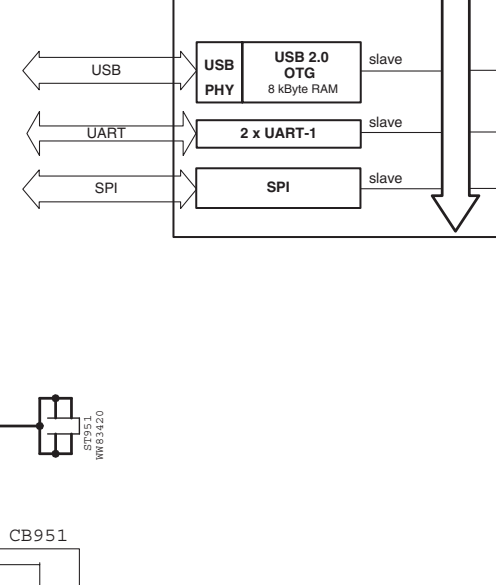 USB
USB
PHY
USB 2.0
OTG
8 kByte RAM
slave
UART
2 x UART-1
slave
SPI
SPI
slave
ST951
WW83420
CB951